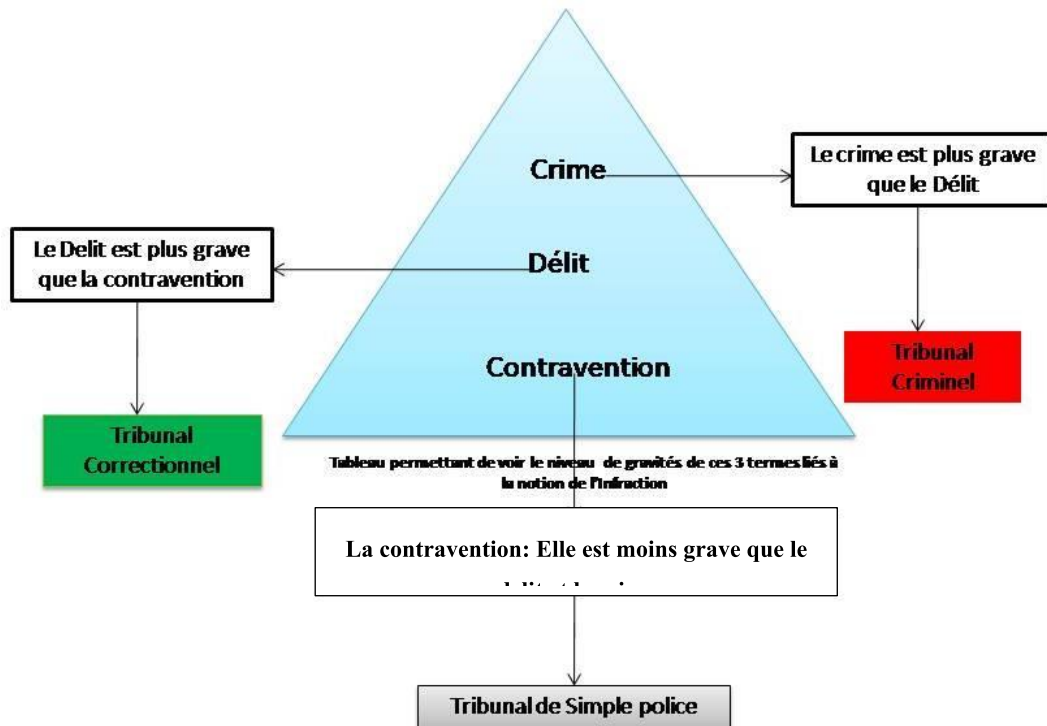 Crime
Le crime est plus grave
que le Délit
Le Delit est plus grave
que la contravention
Délit
Contravention
Tribunal
Criminel
Tribunal
Correctionnel
Tableau permettant de voir le niveau de gravités de ces 3 termes liés à
la notion de l'Infraction
La contravention: Elle est moins grave que le
Tribunal de Simple police